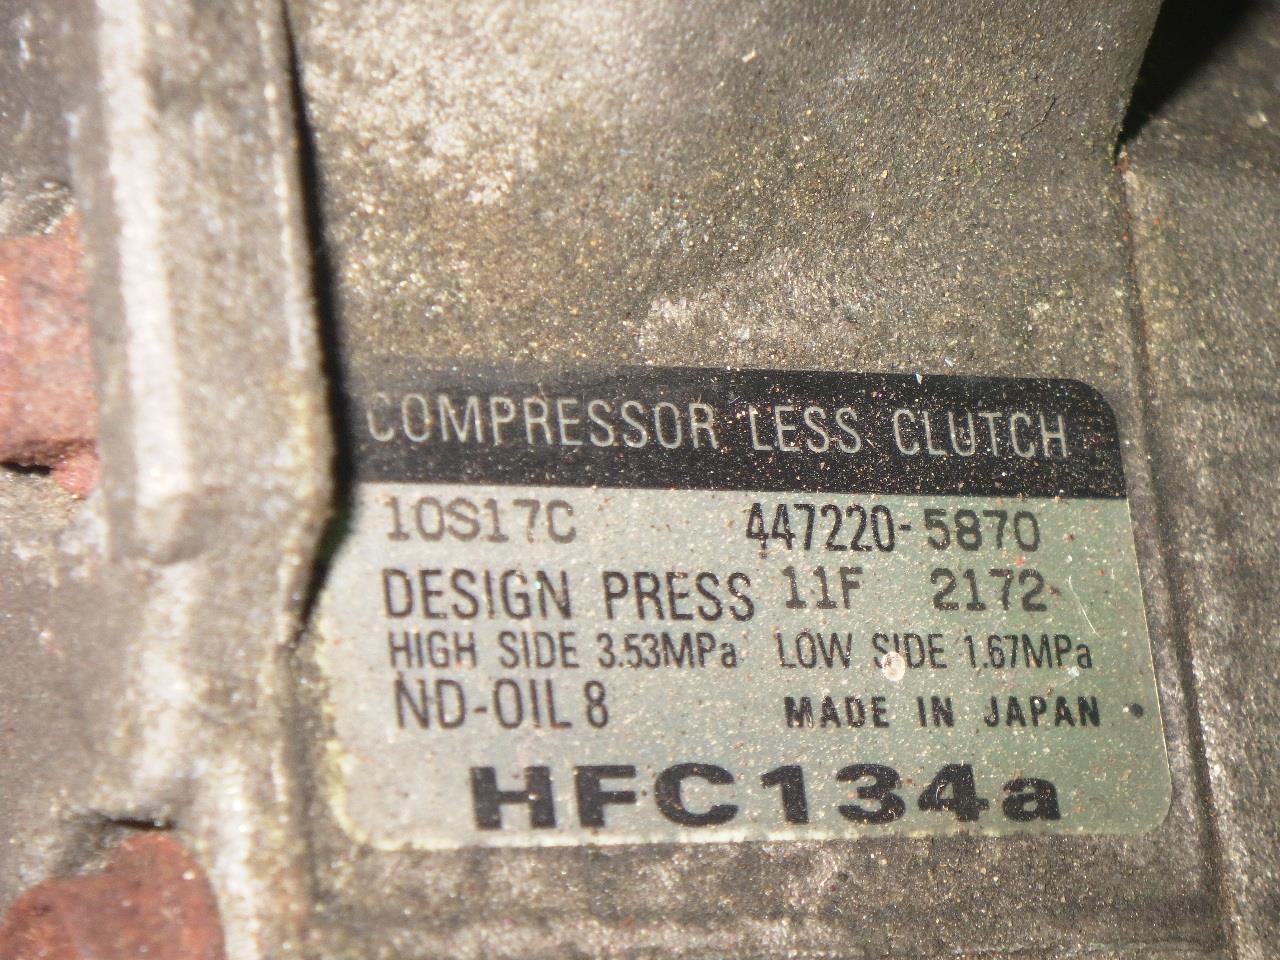 COMPRESSOR LESS CLUTCH
10S17C 447220-5870
DESIGN PRESS 11F 2172-
HIGH SIDE 3.53MPa LOW SIDE 1.67MPa
ND-OIL 8 MADE IN JAPAN
HFC134a